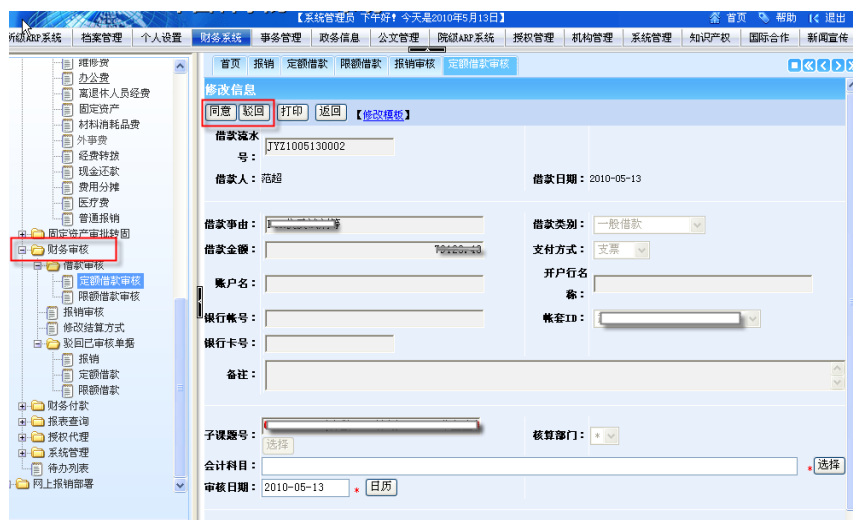 【系统管理员 下午好！今天是2010年5月13日】
首页 帮助 退出
ARP系统 档案管理 个人设置 财务系统 事务管理 政务信息 公文管理 院级ARP系统 授权管理 机构管理 系统管理 知识产权 国际合作 新闻宣传
首页 报销 定额借款 限额借款 报销审核 定额借款审核
维修费
办公费
离退休人员经费
固定资产
材料消耗品费
外事费
经费转拨
现金还款
费用分摊
医疗费
普通报销
固定资产审批转固
财务审核
借款审核
定额借款审核
限额借款审核
报销审核
修改结算方式
驳回已审核单据
报销
定额借款
限额借款
财务付款
报表查询
授权代理
系统管理
待办列表
网上报销部署
修改信息
同意 驳回 打印 返回 【修改模板】
借款流水号： JYZ1005130002
借款人： 范超 借款日期： 2010-05-13
借款事由： 借款类别： 一般借款
借款金额： 支付方式： 支票
账户名： 开户行名称：
银行帐号： 帐套ID：
银行卡号：
备注：
子课题号： 选择 核算部门： *
会计科目： * 选择
审核日期： 2010-05-13 * 日历